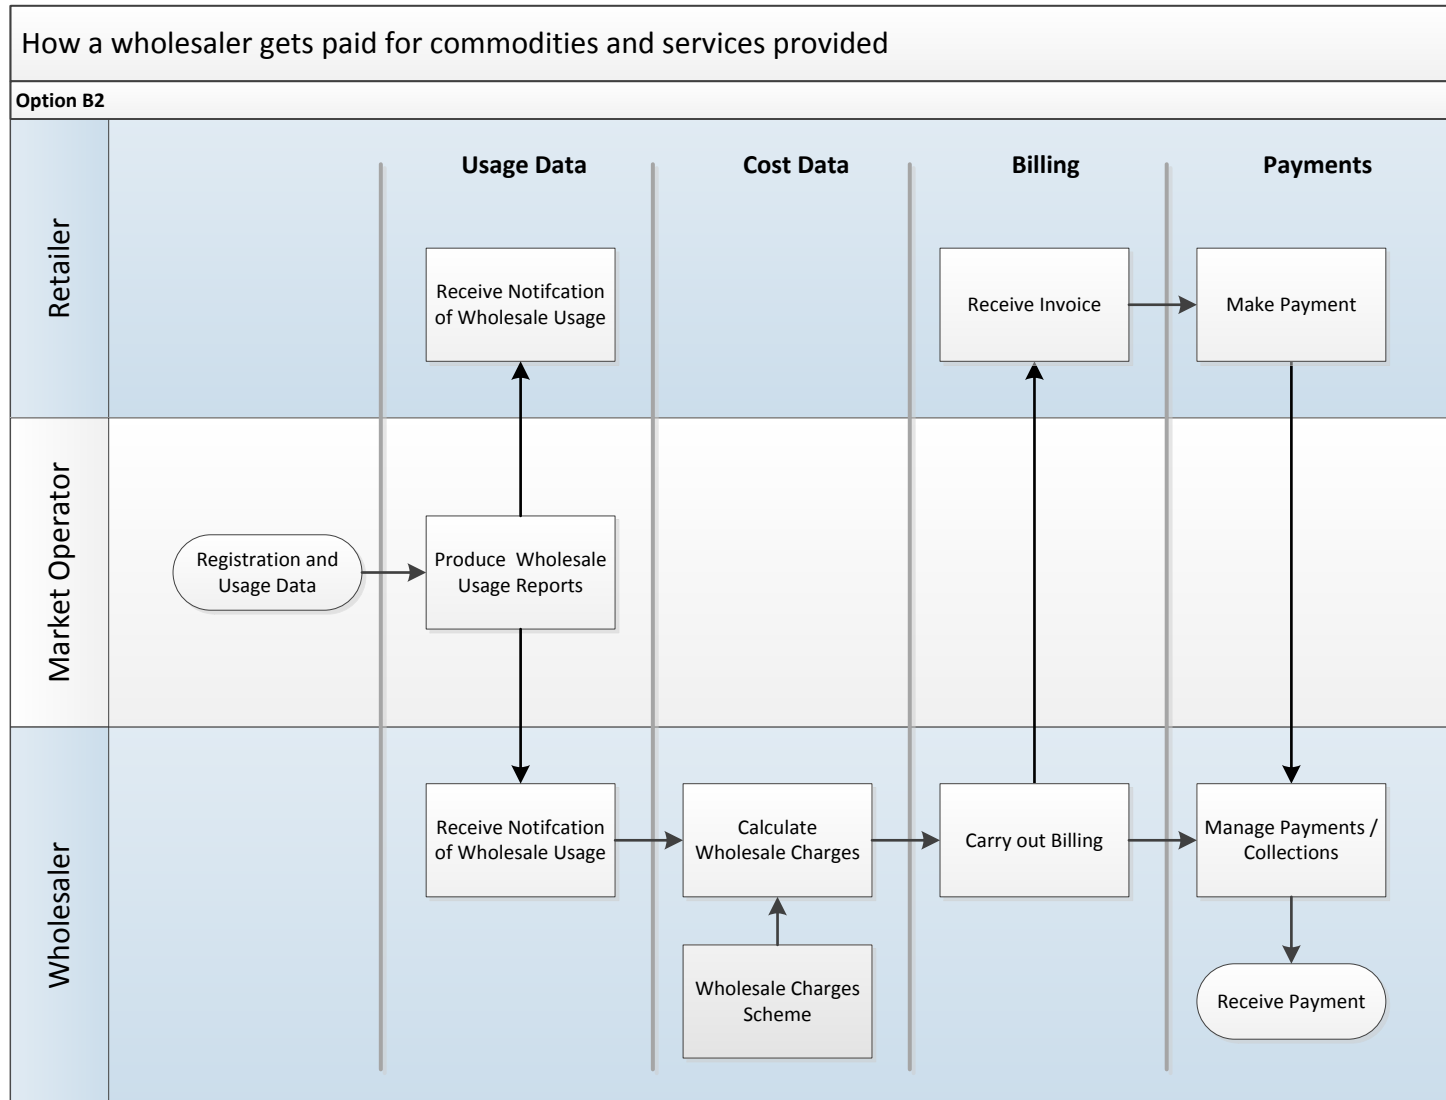 How a wholesaler gets paid for commodities and services provided
Option B2
Usage Data
Cost Data
Billing
Payments
Retailer
Receive Notifcation
of Wholesale Usage
Receive Invoice
Make Payment
Market Operator
Registration and
Usage Data
Produce Wholesale
Usage Reports
Wholesaler
Receive Notifcation
of Wholesale Usage
Calculate
Wholesale Charges
Carry out Billing
Manage Payments /
Collections
Wholesale Charges
Scheme
Receive Payment